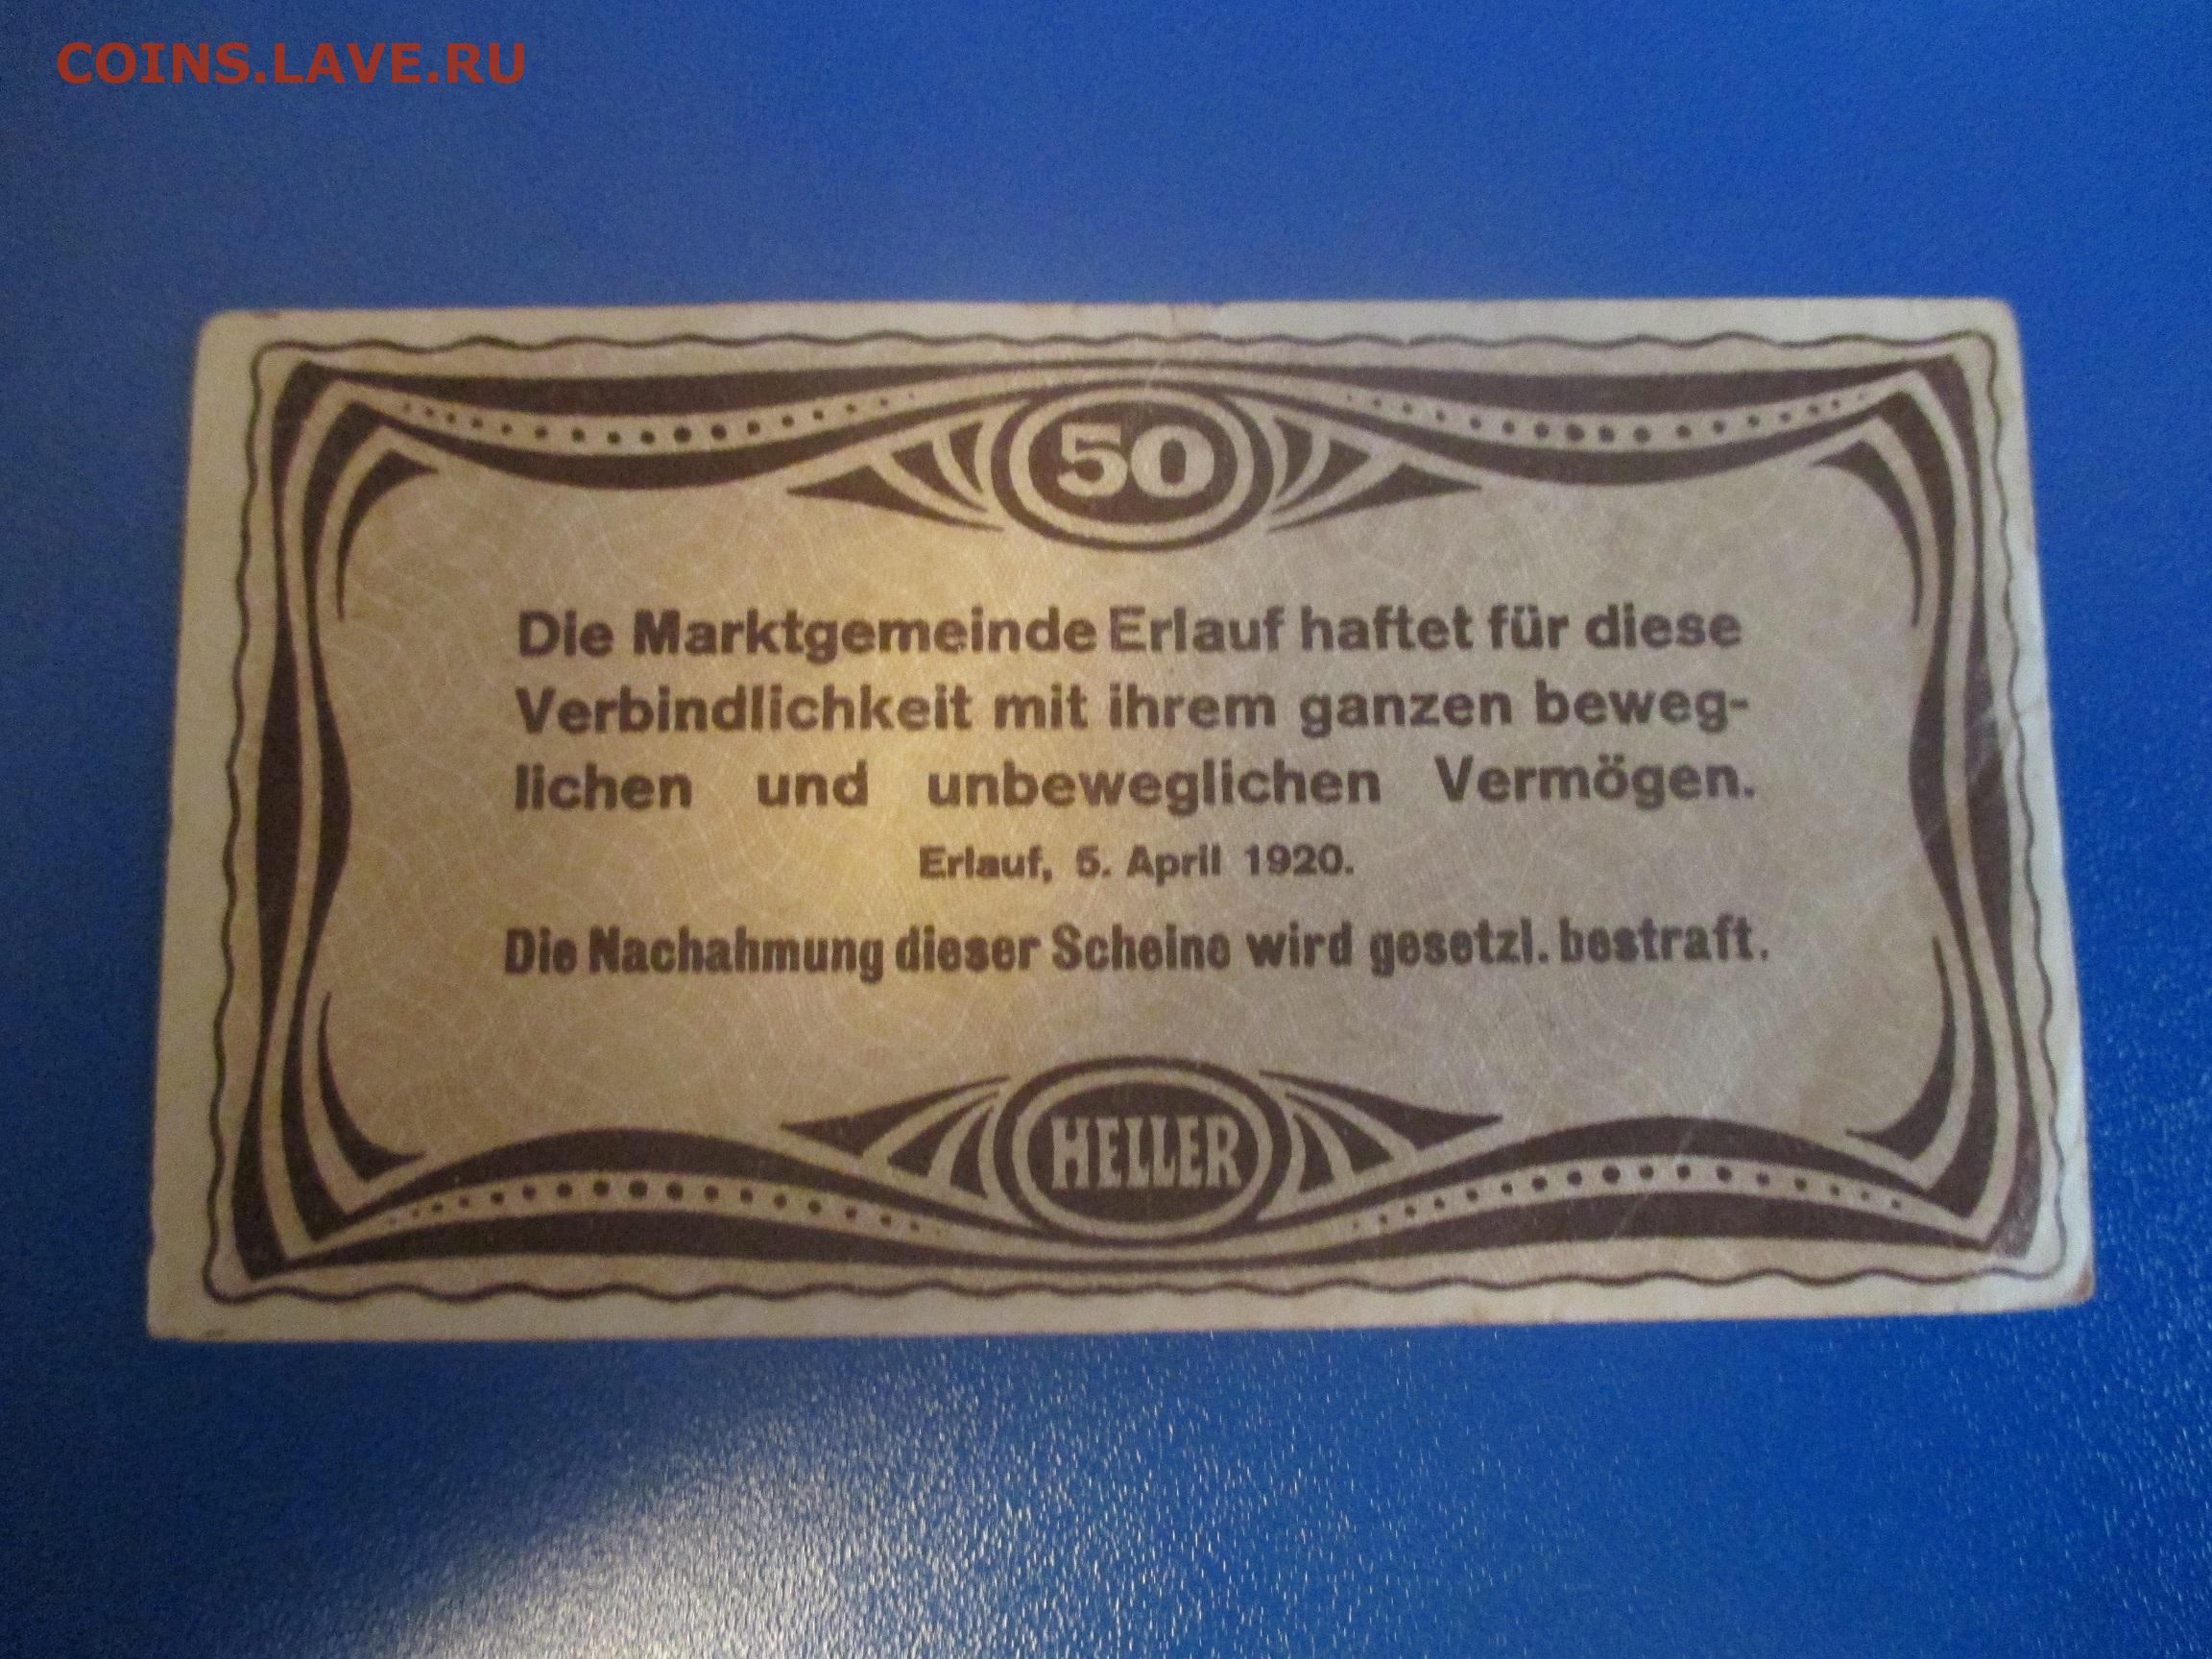 COINS.LAVE.RU
50
Die Marktgemeinde Erlauf haftet für diese
Verbindlichkeit mit ihrem ganzen beweg-
lichen und unbeweglichen Vermögen.
Erlauf, 5. April 1920.
Die Nachahmung dieser Scheine wird gesetzl. bestraft.
HELLER